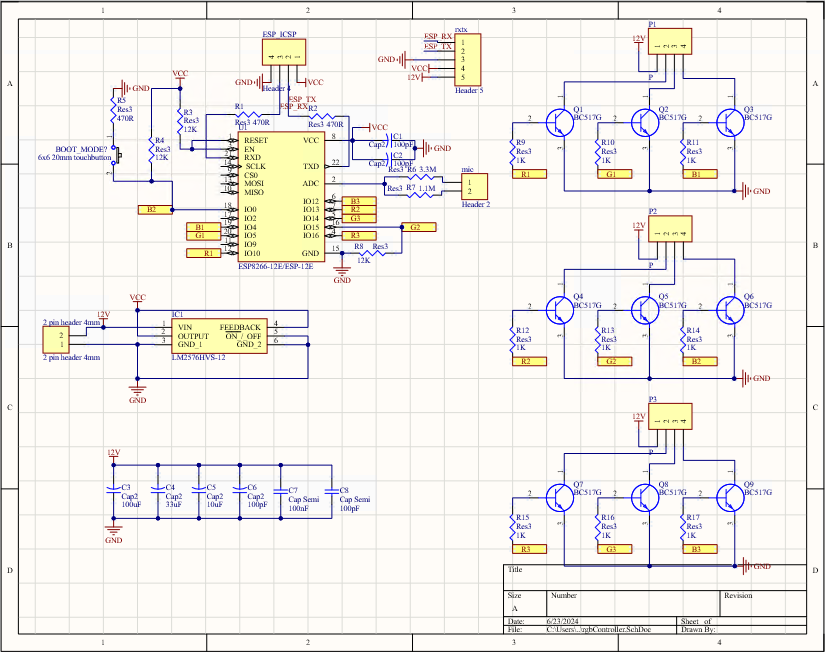 1 2 3 4
A
B
C
D
ESP_ICSP
4 3 2 1
GND
VCC
Header 4
rxtx
ESP_RX 1
ESP_TX 2
GND 3
VCC 4
12V 5
Header 5
VCC
GND
R5
Res3
470R
R3
Res3
12K
R4
Res3
12K
BOOT_MODE?
6x6 20mm touchbutton
1
2
B2
R1
Res3 470R
ESP_TX
ESP_RX
R2
Res3 470R
U1
RESET
EN
RXD
SCLK
CS0
MOSI
MISO
IO0
IO2
IO4
IO5
IO9
IO10
VCC 8
TXD 22
ADC 2
IO12
IO13
IO14
IO15
IO16
GND 15
ESP8266-12E/ESP-12E
B1
G1
R1
B3
R2
G3
R3
G2
VCC
C1
Cap2 100pF
C2
Cap2 100pF
GND
Res3 R6 3.3M
Res3 R7 1.1M
mic
1
2
Header 2
R8 Res3
12K
GND
2 pin header 4mm
2
1
2 pin header 4mm
12V
VCC
IC1
1 VIN FEEDBACK 4
2 OUTPUT ON / OFF 5
3 GND_1 GND_2 6
LM2576HVS-12
GND
12V
C3
Cap2
100uF
C4
Cap2
33uF
C5
Cap2
10uF
C6
Cap2
100pF
C7
Cap Semi
100nF
C8
Cap Semi
100pF
GND
P1
12V
1 2 3 4
P
Q1
BC517G
Q2
BC517G
Q3
BC517G
R9
Res3
1K
R1
R10
Res3
1K
G1
R11
Res3
1K
B1
GND
P2
12V
1 2 3 4
P
Q4
BC517G
Q5
BC517G
Q6
BC517G
R12
Res3
1K
R2
R13
Res3
1K
G2
R14
Res3
1K
B2
GND
P3
12V
1 2 3 4
P
Q7
BC517G
Q8
BC517G
Q9
BC517G
R15
Res3
1K
R3
R16
Res3
1K
G3
R17
Res3
1K
B3
GND
Title
Size Number Revision
A
Date: 6/23/2024 Sheet of
File: C:\Users\..\rgbController.SchDoc Drawn By:
1 2 3 4